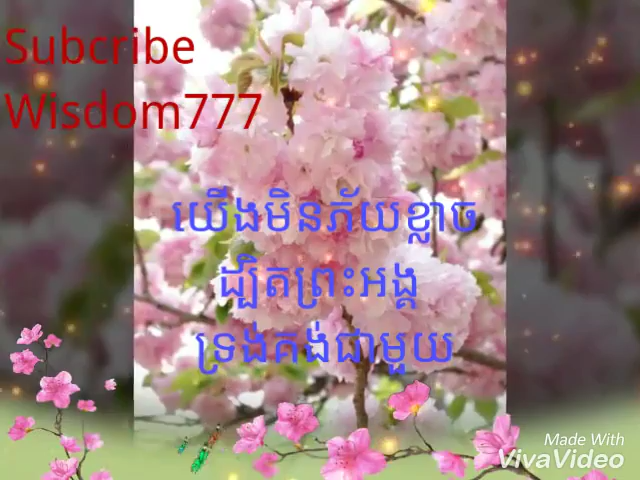 Subcribe
Wisdom777
យើងមិនភ័យខ្លាច
ដ្បិតព្រះអង្គ
ទ្រង់គង់ជាមួយ
Made With
VivaVideo